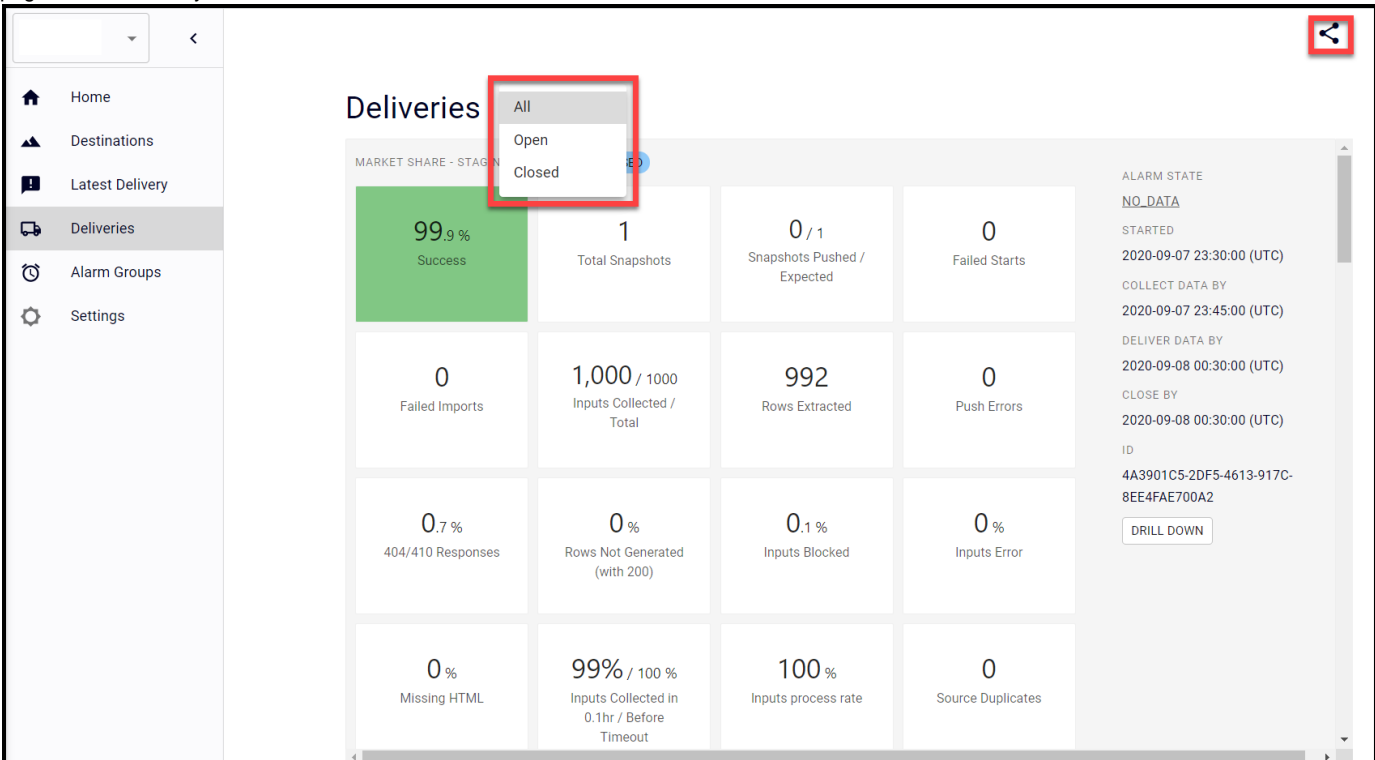 Home
Destinations
Latest Delivery
Deliveries
Alarm Groups
Settings
Deliveries
All
Open
Closed
MARKET SHARE - STAGIN
99.9 %
Success
1
Total Snapshots
0 / 1
Snapshots Pushed /
Expected
0
Failed Starts
0
Failed Imports
1,000 / 1000
Inputs Collected /
Total
992
Rows Extracted
0
Push Errors
0.7 %
404/410 Responses
0 %
Rows Not Generated
(with 200)
0.1 %
Inputs Blocked
0 %
Inputs Error
0 %
Missing HTML
99% / 100 %
Inputs Collected in
0.1hr / Before
Timeout
100 %
Inputs process rate
0
Source Duplicates
ALARM STATE
NO_DATA
STARTED
2020-09-07 23:30:00 (UTC)
COLLECT DATA BY
2020-09-07 23:45:00 (UTC)
DELIVER DATA BY
2020-09-08 00:30:00 (UTC)
CLOSE BY
2020-09-08 00:30:00 (UTC)
ID
4A3901C5-2DF5-4613-917C-
8EE4FAE700A2
DRILL DOWN